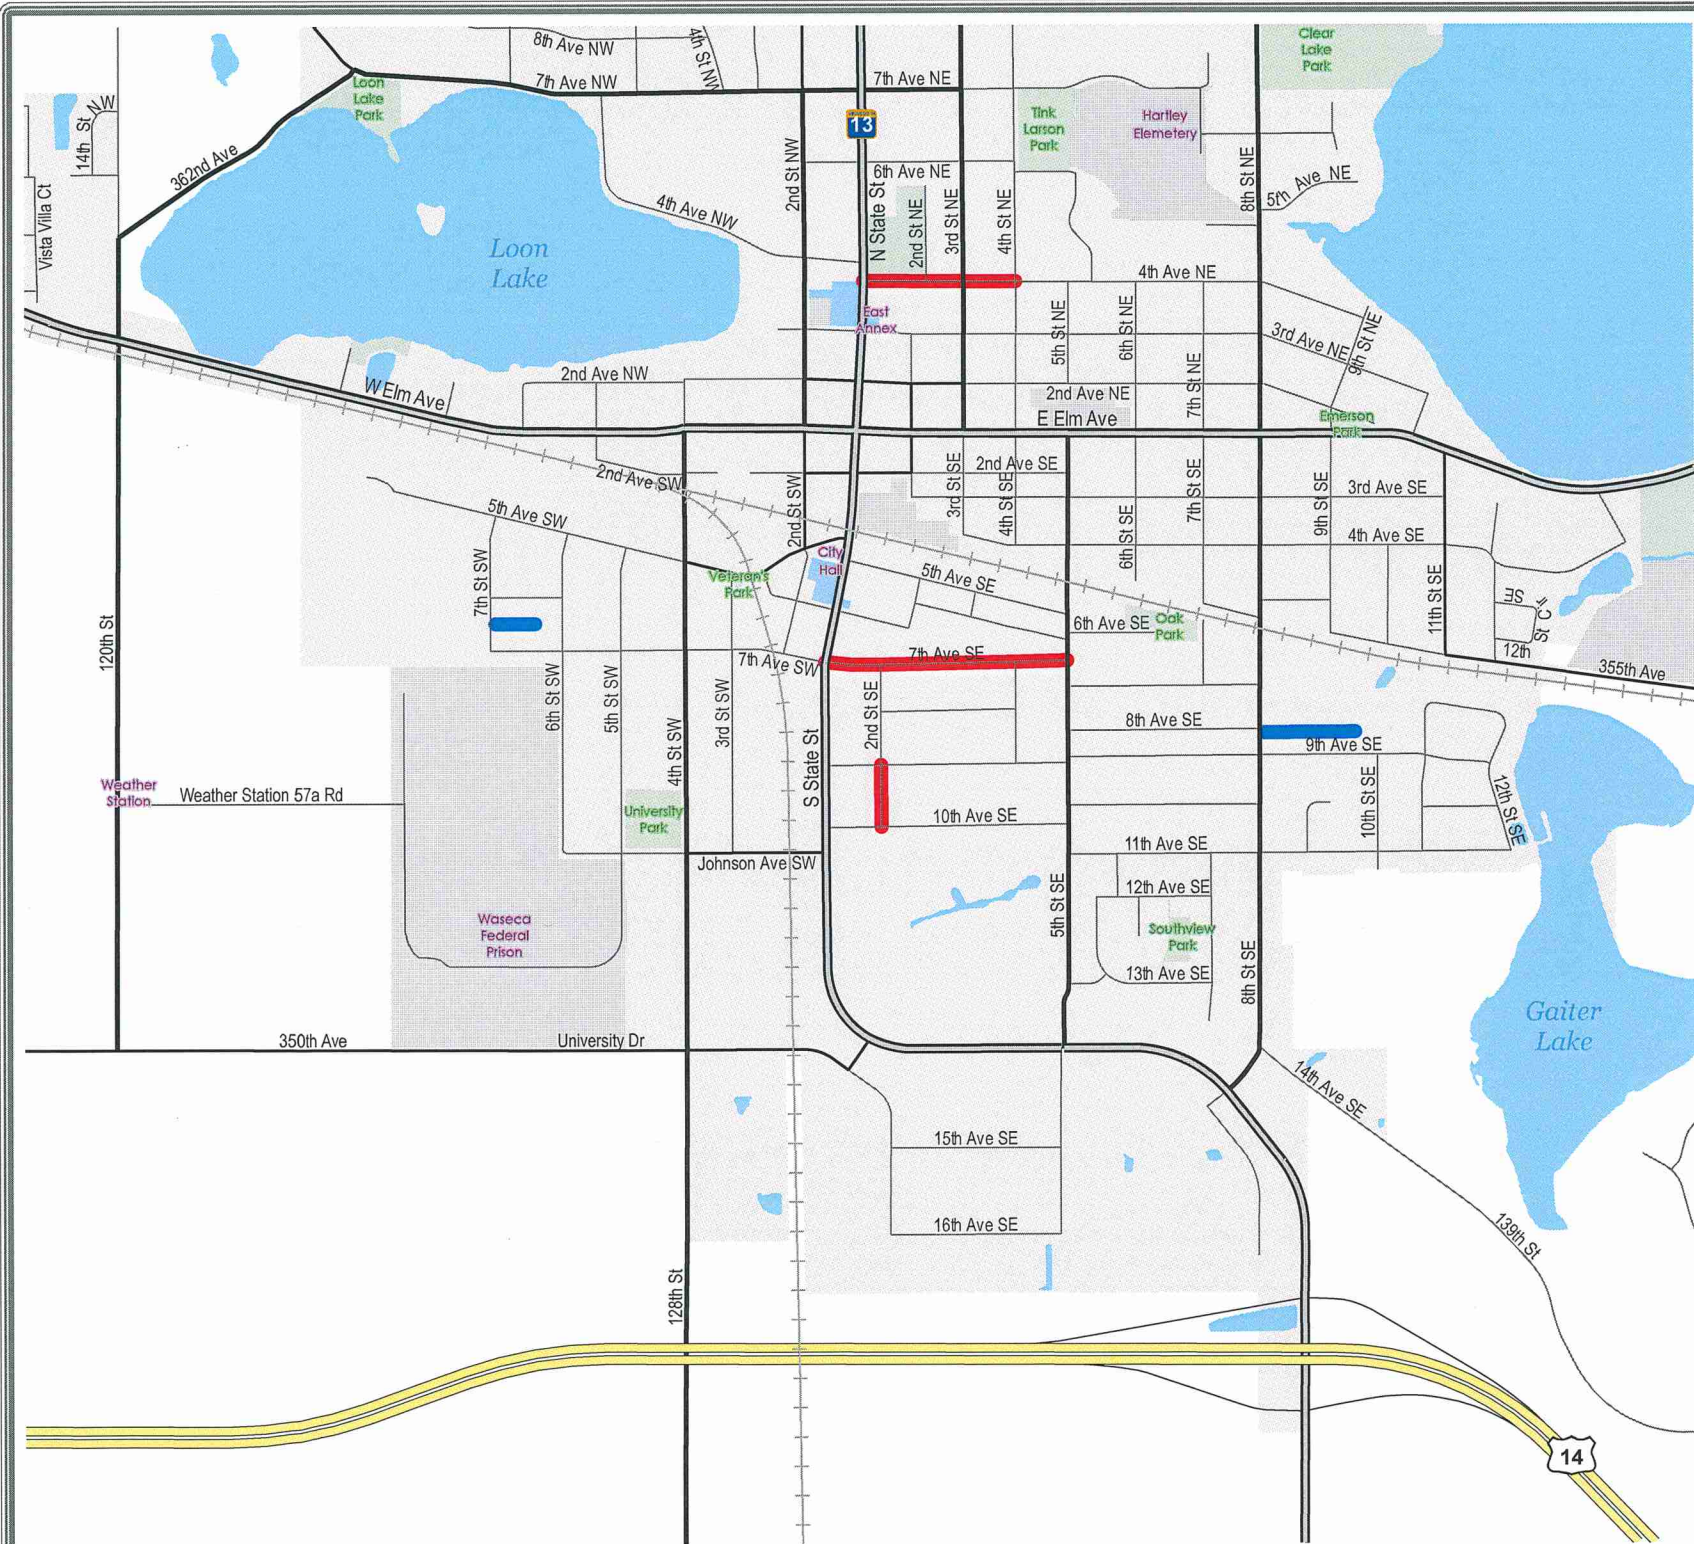 Clear
Lake
Park
8th Ave NW
4th St NW
7th Ave NW
7th Ave NE
Loon
Lake
Park
14th St NW
13
Tink
Larson
Park
Hartley
Elemetery
362nd Ave
2nd St NW
6th Ave NE
8th St NE
5th Ave NE
Vista Villa Ct
4th Ave NW
N State St
2nd St NE
3rd St NE
4th St NE
Loon
Lake
4th Ave NE
East
Annex
5th St NE
6th St NE
7th St NE
3rd Ave NE
9th St NE
W Elm Ave
2nd Ave NW
2nd Ave NE
E Elm Ave
Emerson
Park
2nd Ave SW
2nd Ave SE
3rd St SE
4th St SE
7th St SE
9th St SE
3rd Ave SE
5th Ave SW
2nd St SW
6th St SE
4th Ave SE
7th St SW
City
Hall
Veteran's
Park
5th Ave SE
11th St SE
12th St Cir SE
120th St
6th Ave SE
Oak
Park
7th Ave SW
7th Ave SE
355th Ave
6th St SW
5th St SW
4th St SW
3rd St SW
S State St
2nd St SE
8th Ave SE
9th Ave SE
Weather
Station
Weather Station 57a Rd
University
Park
10th Ave SE
10th St SE
12th St SE
Johnson Ave SW
11th Ave SE
12th Ave SE
5th St SE
Waseca
Federal
Prison
Southview
Park
13th Ave SE
8th St SE
Gaiter
Lake
350th Ave
University Dr
14th Ave SE
15th Ave SE
16th Ave SE
139th St
128th St
14